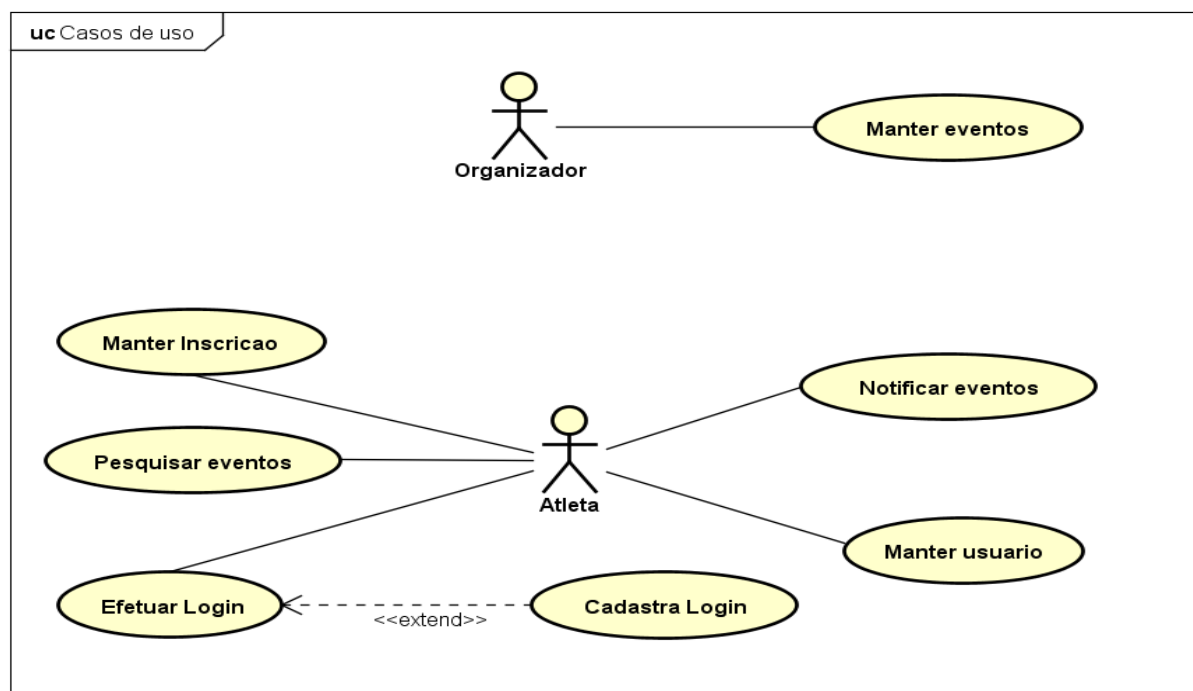 uc Casos de uso
Organizador
Manter eventos
Manter Inscricao
Notificar eventos
Pesquisar eventos
Atleta
Manter usuario
Efetuar Login
<<extend>>
Cadastra Login